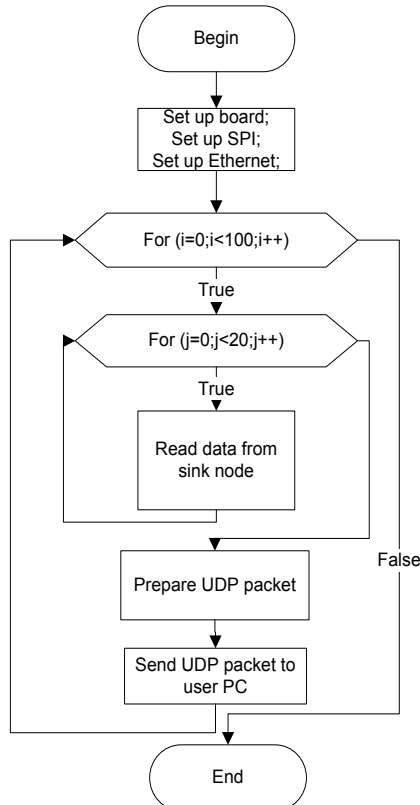 Begin
Set up board;
Set up SPI;
Set up Ethernet;
For (i=0;i<100;i++)
True
For (j=0;j<20;j++)
True
Read data from
sink node
False
Prepare UDP packet
Send UDP packet to
user PC
End